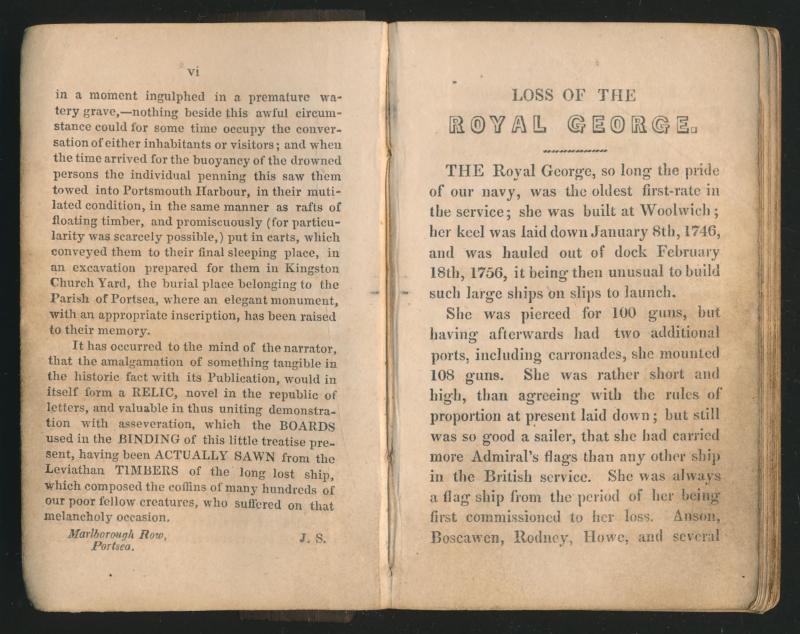 vi
in a moment ingulphed in a premature wa-
tery grave,—nothing beside this awful circum-
stance could for some time occupy the conver-
sation of either inhabitants or visitors; and when
the time arrived for the buoyancy of the drowned
persons the individual penning this saw them
towed into Portsmouth Harbour, in their muti-
lated condition, in the same manner as rafts of
floating timber, and promiscuously (for particu-
larity was scarcely possible,) put in carts, which
conveyed them to their final sleeping place, in
an excavation prepared for them in Kingston
Church Yard, the burial place belonging to the
Parish of Portsea, where an elegant monument,
with an appropriate inscription, has been raised
to their memory.
It has occurred to the mind of the narrator,
that the amalgamation of something tangible in
the historic fact with its Publication, would in
itself form a RELIC, novel in the republic of
letters, and valuable in thus uniting demonstra-
tion with asseveration, which the BOARDS
used in the BINDING of this little treatise pre-
sent, having been ACTUALLY SAWN from the
Leviathan TIMBERS of the long lost ship,
which composed the coffins of many hundreds of
our poor fellow creatures, who suffered on that
melancholy occasion.
Marlborough Row,
Portsea.
J. S.
LOSS OF THE
ROYAL GEORGE.
THE Royal George, so long the pride
of our navy, was the oldest first-rate in
the service; she was built at Woolwich;
her keel was laid down January 8th, 1746,
and was hauled out of dock February
18th, 1756, it being then unusual to build
such large ships on slips to launch.
She was pierced for 100 guns, but
having afterwards had two additional
ports, including carronades, she mounted
108 guns. She was rather short and
high, than agreeing with the rules of
proportion at present laid down; but still
was so good a sailer, that she had carried
more Admiral's flags than any other ship
in the British service. She was always
a flag ship from the period of her being
first commissioned to her loss. Anson,
Boscawen, Rodney, Howe, and several